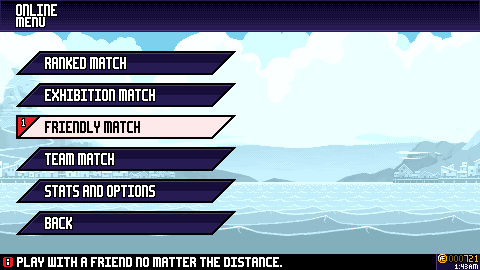 ONLINE
MENU
RANKED MATCH
EXHIBITION MATCH
1
FRIENDLY MATCH
TEAM MATCH
STATS AND OPTIONS
BACK
PLAY WITH A FRIEND NO MATTER THE DISTANCE.
000721
1:43AM